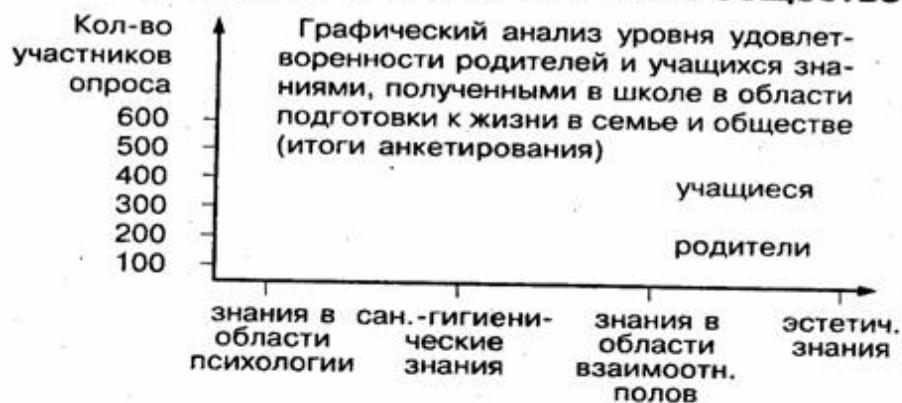 Кол-во
участников
опроса
600
500
400
300
200
100
Графический анализ уровня удовлет-
воренности родителей и учащихся зна-
ниями, полученными в школе в области
подготовки к жизни в семье и обществе
(итоги анкетирования)
учащиеся
родители
знания в
области
психологии
сан.-гигиени-
ческие
знания
знания в
области
взаимоотн.
полов
эстетич.
знания